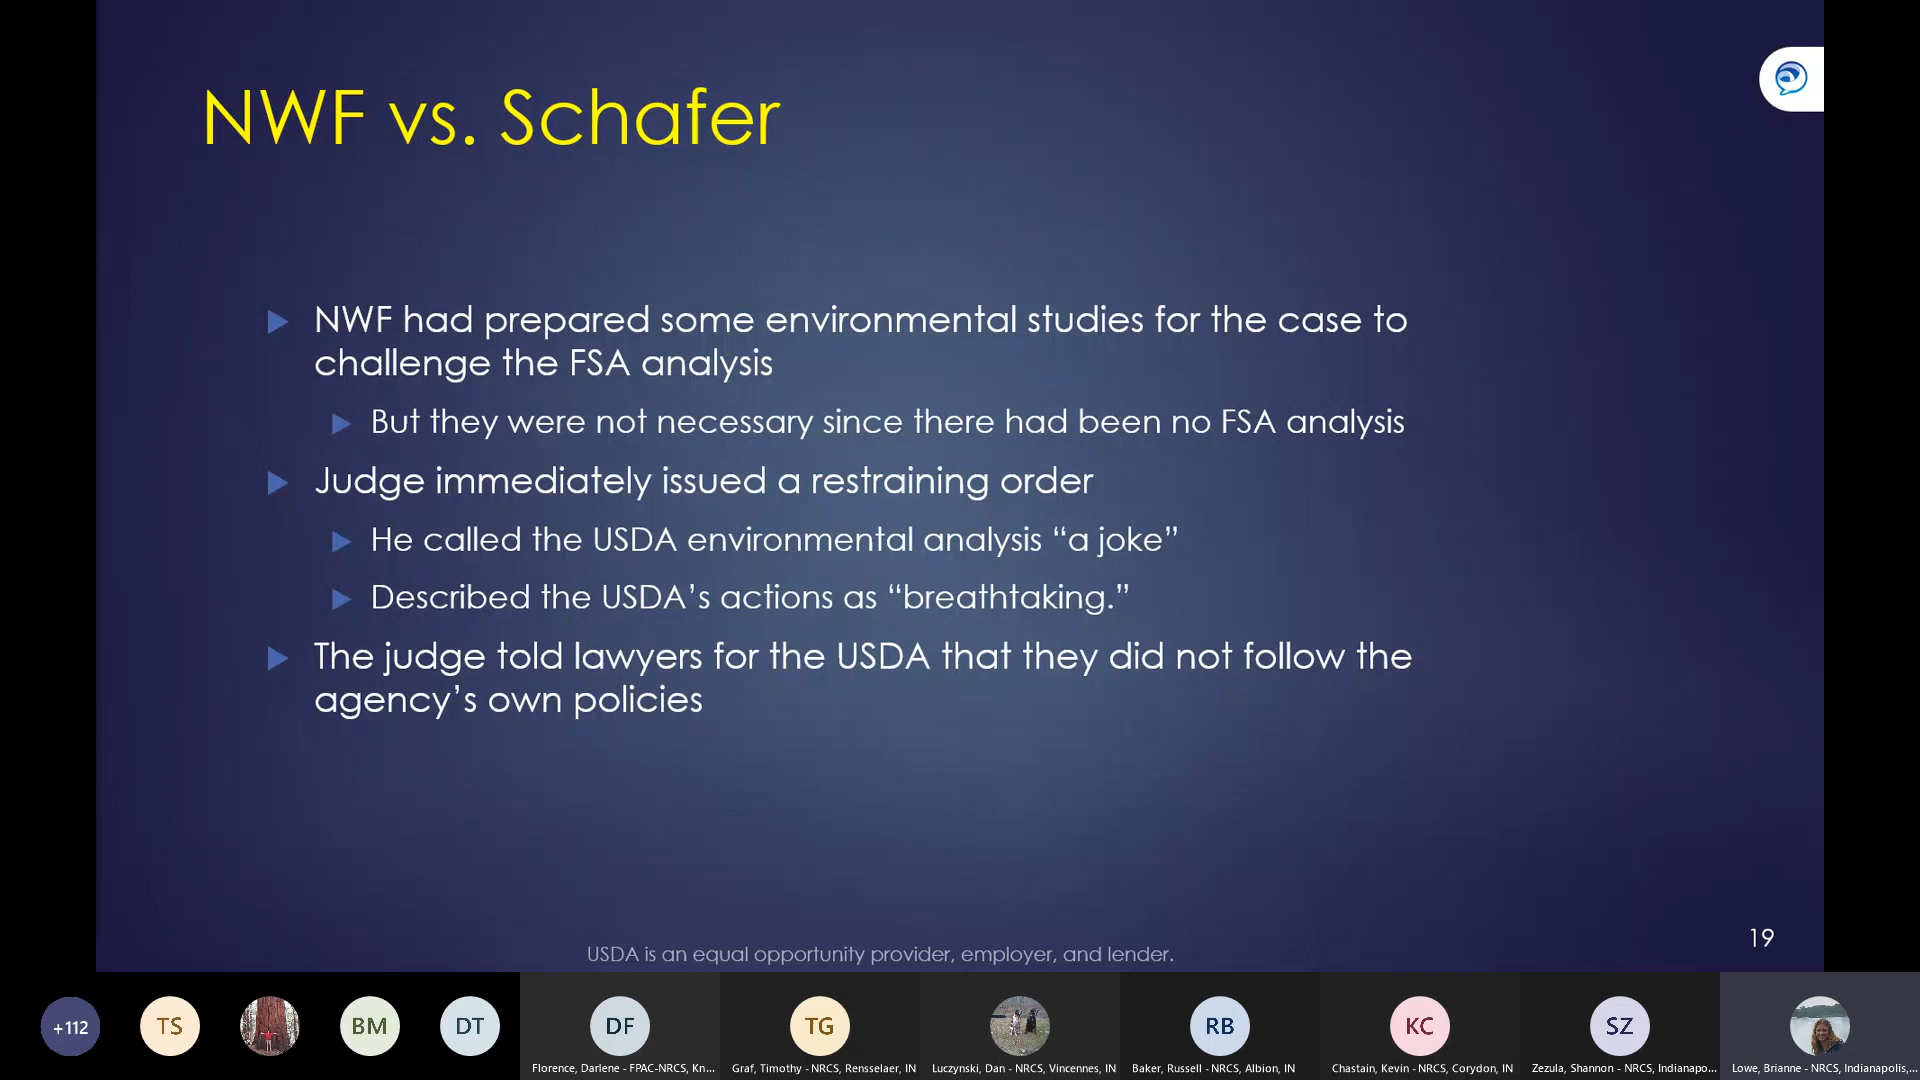 NWF vs. Schafer
NWF had prepared some environmental studies for the case to
challenge the FSA analysis
But they were not necessary since there had been no FSA analysis
Judge immediately issued a restraining order
He called the USDA environmental analysis “a joke”
Described the USDA’s actions as “breathtaking.”
The judge told lawyers for the USDA that they did not follow the
agency’s own policies
19
USDA is an equal opportunity provider, employer, and lender.
+112
TS
BM
DT
DF
TG
RB
KC
SZ
Florence, Darlene - FPAC-NRCS, Kn...
Graf, Timothy - NRCS, Rensselaer, IN
Luczynski, Dan - NRCS, Vincennes, IN
Baker, Russell - NRCS, Albion, IN
Chastain, Kevin - NRCS, Corydon, IN
Zezula, Shannon - NRCS, Indianapo...
Lowe, Brianne - NRCS, Indianapolis,...